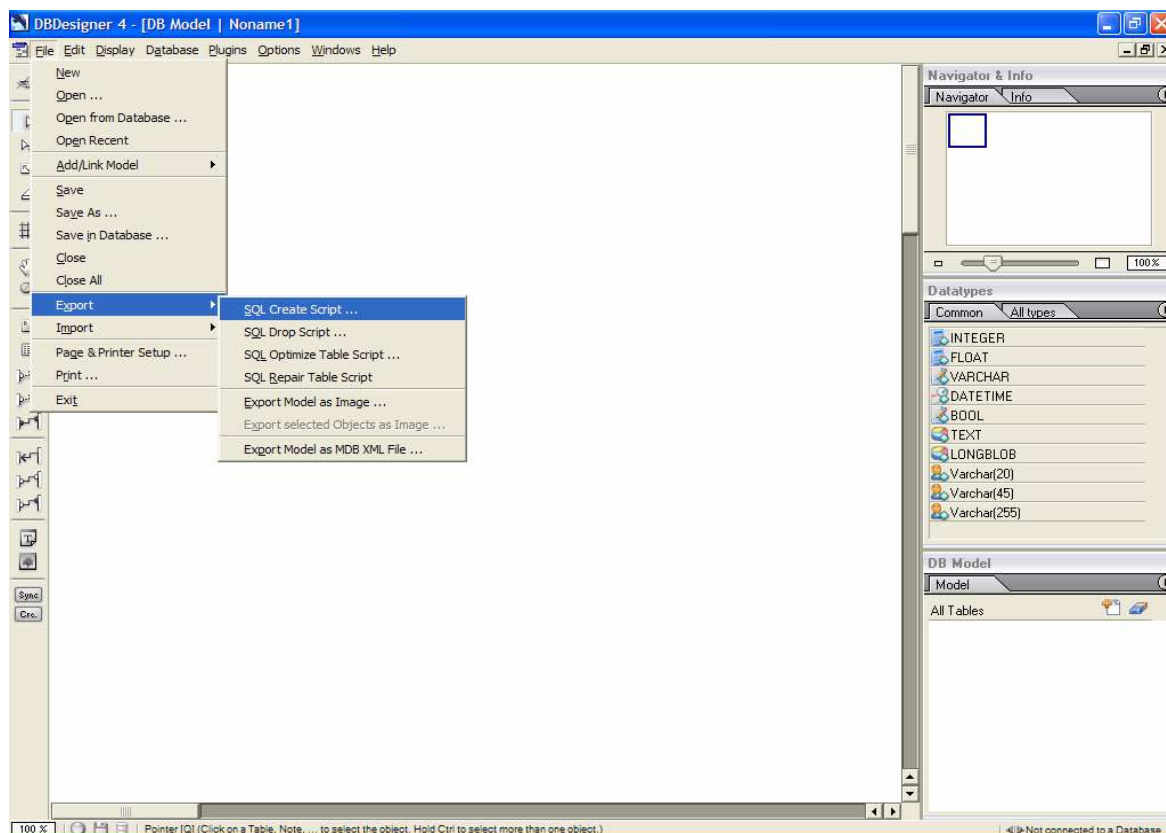 DBDesigner 4 - [DB Model | Noname1]
File Edit Display Database Plugins Options Windows Help
New
Open ...
Open from Database ...
Open Recent
Add/Link Model
Save
Save As ...
Save in Database ...
Close
Close All
Export
Import
Page & Printer Setup ...
Print ...
Exit
SQL Create Script ...
SQL Drop Script ...
SQL Optimize Table Script ...
SQL Repair Table Script
Export Model as Image ...
Export selected Objects as Image ...
Export Model as MDB XML File ...
Sync
Cre.
Navigator & Info
Navigator Info
100 %
Datatypes
Common All types
INTEGER
FLOAT
VARCHAR
DATETIME
BOOL
TEXT
LONGBLOB
Varchar(20)
Varchar(45)
Varchar(255)
DB Model
Model
All Tables
100 % Pointer [Q] (Click on a Table, Note, ... to select the object. Hold Ctrl to select more than one object.) Not connected to a Database